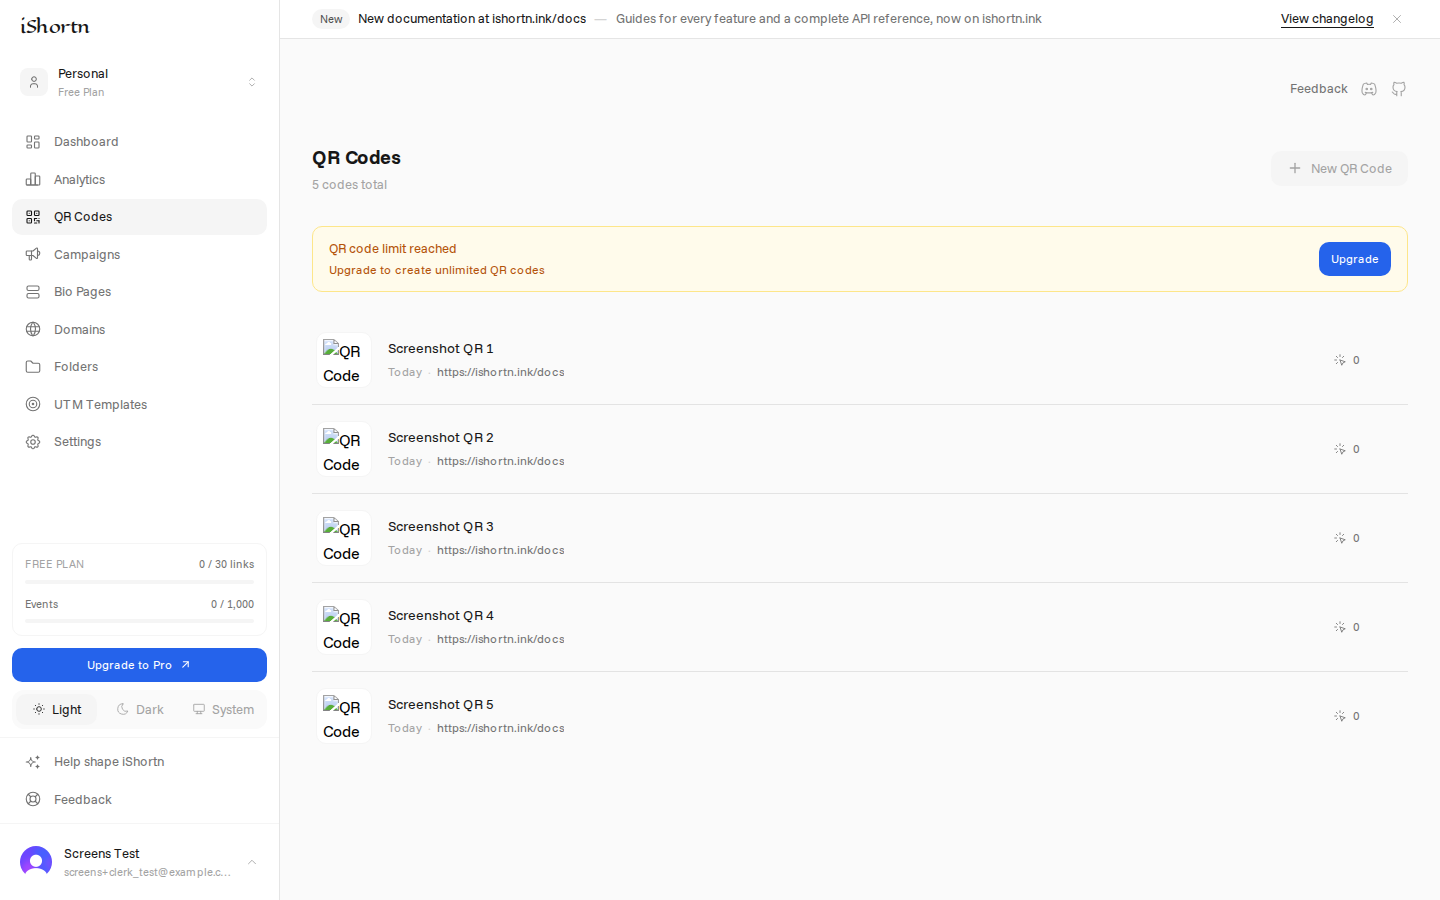 iShortn
Personal
Free Plan
Dashboard
Analytics
QR Codes
Campaigns
Bio Pages
Domains
Folders
UTM Templates
Settings
FREE PLAN 0 / 30 links
Events 0 / 1,000
Upgrade to Pro
Light Dark System
Help shape iShortn
Feedback
Screens Test
screens+clerk_test@example.c...
New New documentation at ishortn.ink/docs — Guides for every feature and a complete API reference, now on ishortn.ink View changelog
Feedback
QR Codes
5 codes total
New QR Code
QR code limit reached
Upgrade to create unlimited QR codes
Upgrade
QR Code
Screenshot QR 1
Today · https://ishortn.ink/docs
0
QR Code
Screenshot QR 2
Today · https://ishortn.ink/docs
0
QR Code
Screenshot QR 3
Today · https://ishortn.ink/docs
0
QR Code
Screenshot QR 4
Today · https://ishortn.ink/docs
0
QR Code
Screenshot QR 5
Today · https://ishortn.ink/docs
0